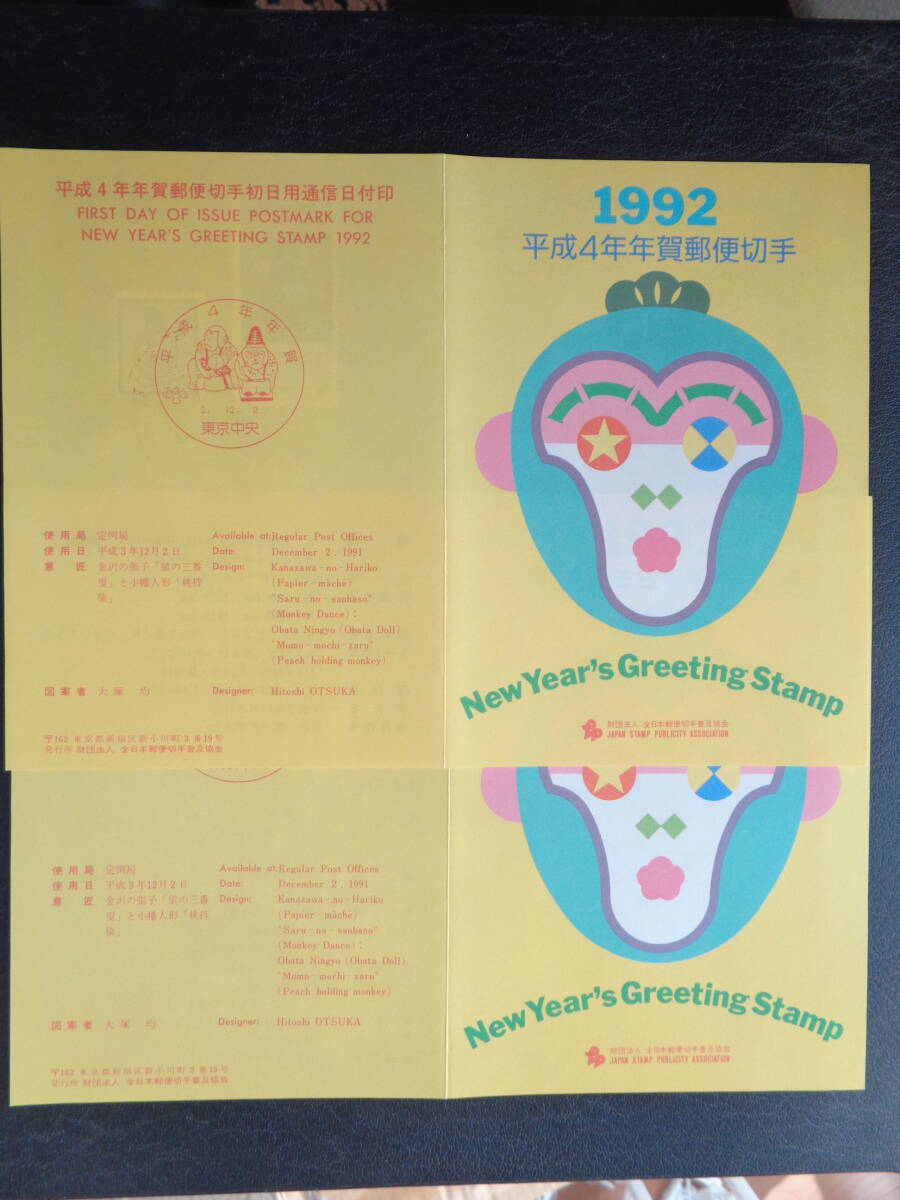 平成4年年賀郵便切手初日用通信日付印
FIRST DAY OF ISSUE POSTMARK FOR
NEW YEAR'S GREETING STAMP 1992
平成4年年賀
3. 12. 2
東京中央
使用局 定例局
使用日 平成3年12月2日
意匠 金沢の張子「猿の三番
叟」と小幡人形「桃持
猿」
Available at:Regular Post Offices
Date: December 2 . 1991
Design: Kanazawa-no-Hariko
(Papier-mâché)
"Saru-no-sanbaso"
(Monkey Dance):
Obata Ningyo (Obata Doll)
"Momo-mochi-zaru"
(Peach holding monkey)
図案者 大塚 均
Designer: Hitoshi OTSUKA
〒162 東京都新宿区新小川町3番19号
発行所 財団法人 全日本郵便切手普及協会
1992
平成4年年賀郵便切手
New Year's Greeting Stamp
財団法人 全日本郵便切手普及協会
JAPAN STAMP PUBLICITY ASSOCIATION
使用局 定例局
使用日 平成3年12月2日
意匠 金沢の張子「猿の三番
叟」と小幡人形「桃持
猿」
Available at:Regular Post Offices
Date: December 2 . 1991
Design: Kanazawa-no-Hariko
(Papier-mâché)
"Saru-no-sanbaso"
(Monkey Dance):
Obata Ningyo (Obata Doll)
"Momo-mochi-zaru"
(Peach holding monkey)
図案者 大塚 均
Designer: Hitoshi OTSUKA
〒162 東京都新宿区新小川町3番19号
発行所 財団法人 全日本郵便切手普及協会
New Year's Greeting Stamp
財団法人 全日本郵便切手普及協会
JAPAN STAMP PUBLICITY ASSOCIATION